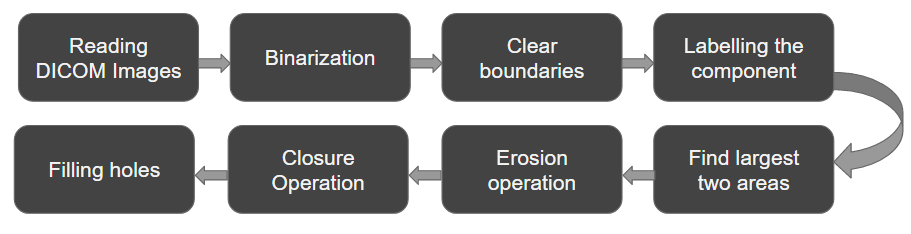 Reading
DICOM Images
Binarization
Clear
boundaries
Labelling the
component
Find largest
two areas
Erosion
operation
Closure
Operation
Filling holes